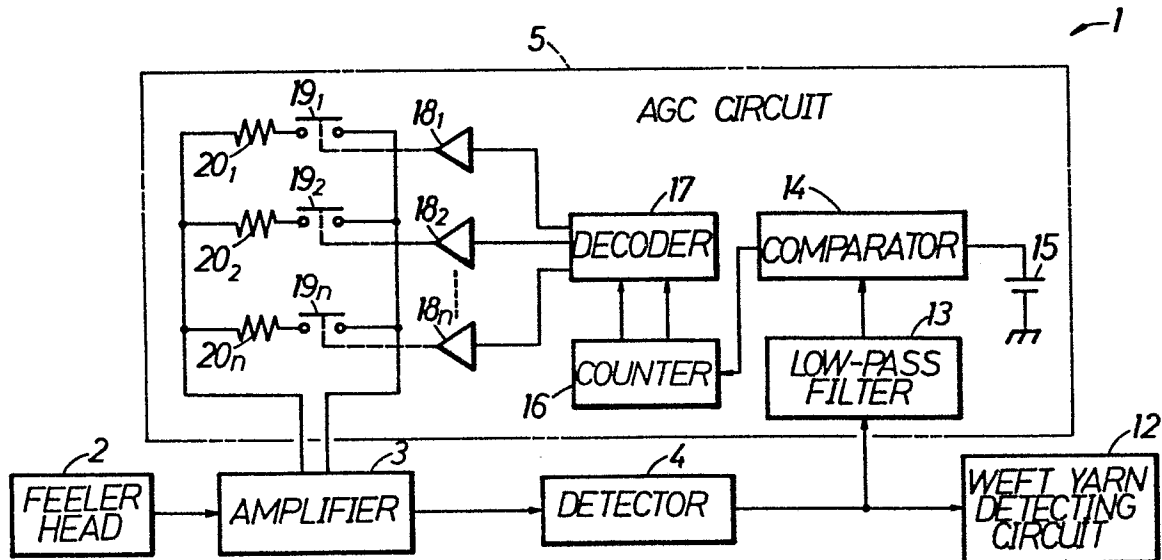 1
5
AGC CIRCUIT
19₁
18₁
20₁
19₂
18₂
17
14
DECODER
COMPARATOR
15
20₂
19n
18n
13
20n
COUNTER
16
LOW-PASS
FILTER
2
3
4
12
FEELER
HEAD
AMPLIFIER
DETECTOR
WEFT YARN
DETECTING
CIRCUIT